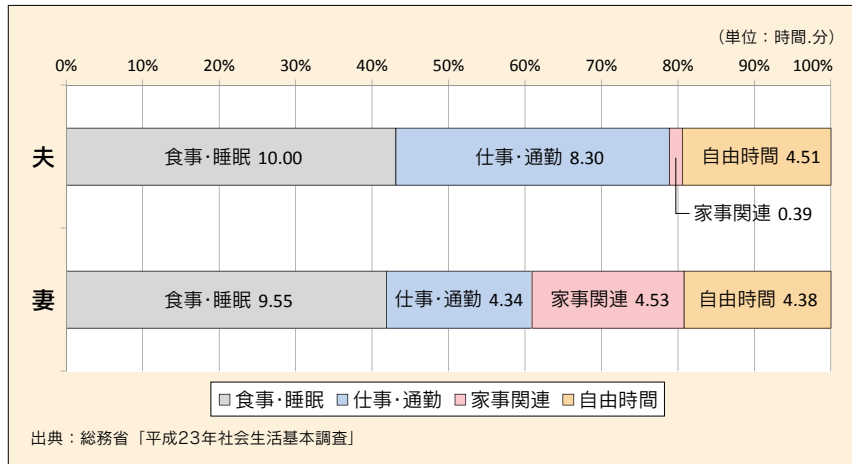 (単位：時間.分)
0% 10% 20% 30% 40% 50% 60% 70% 80% 90% 100%
夫
食事･睡眠 10.00 仕事･通勤 8.30 自由時間 4.51
家事関連 0.39
妻
食事･睡眠 9.55 仕事･通勤 4.34 家事関連 4.53 自由時間 4.38
食事･睡眠 仕事･通勤 家事関連 自由時間
出典：総務省「平成23年社会生活基本調査」